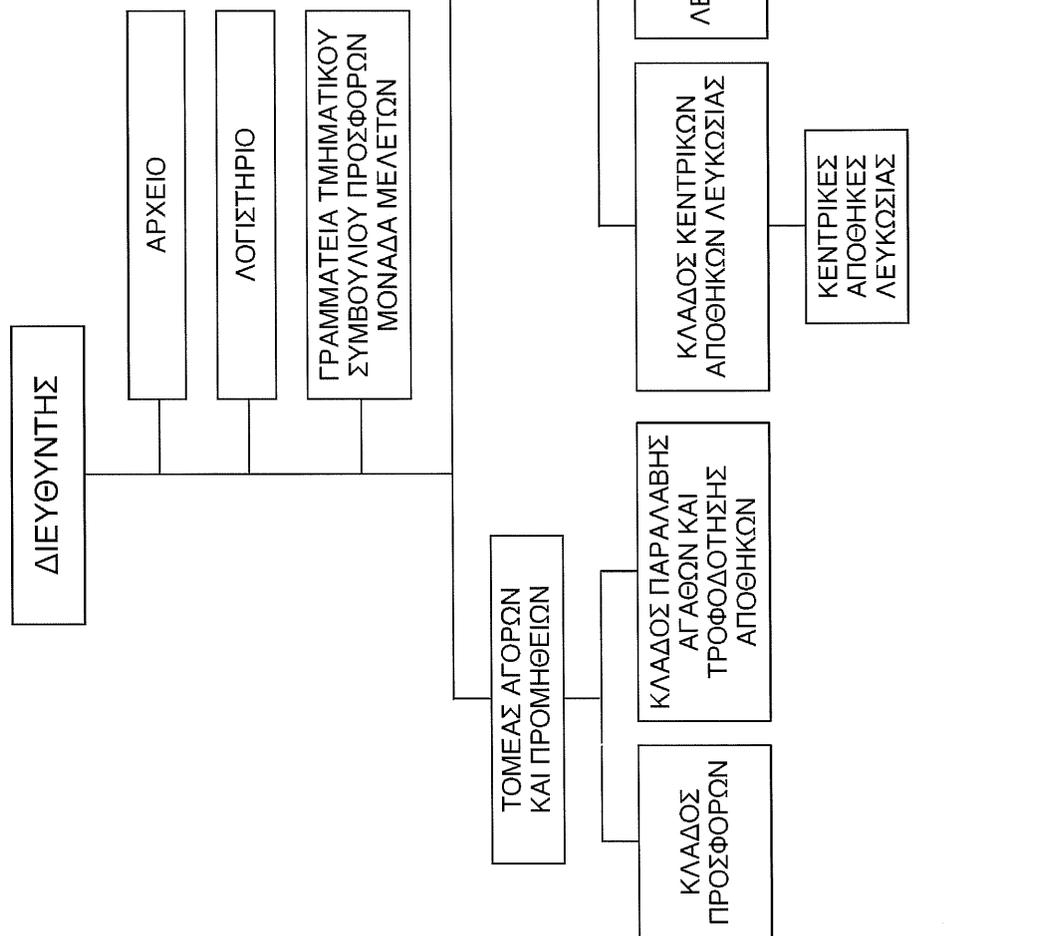 ΔΙΕΥΘΥΝΤΗΣ
ΑΡΧΕΙΟ
ΛΟΓΙΣΤΗΡΙΟ
ΓΡΑΜΜΑΤΕΙΑ ΤΜΗΜΑΤΙΚΟΥ
ΣΥΜΒΟΥΛΙΟΥ ΠΡΟΣΦΟΡΩΝ
ΜΟΝΑΔΑ ΜΕΛΕΤΩΝ
ΤΟΜΕΑΣ ΑΓΟΡΩΝ
ΚΑΙ ΠΡΟΜΗΘΕΙΩΝ
ΚΛΑΔΟΣ
ΠΡΟΣΦΟΡΩΝ
ΚΛΑΔΟΣ ΠΑΡΑΛΑΒΗΣ
ΑΓΑΘΩΝ ΚΑΙ
ΤΡΟΦΟΔΟΤΗΣΗΣ
ΑΠΟΘΗΚΩΝ
ΚΛΑΔΟΣ ΚΕΝΤΡΙΚΩΝ
ΑΠΟΘΗΚΩΝ ΛΕΥΚΩΣΙΑΣ
ΚΕΝΤΡΙΚΕΣ
ΑΠΟΘΗΚΕΣ
ΛΕΥΚΩΣΙΑΣ